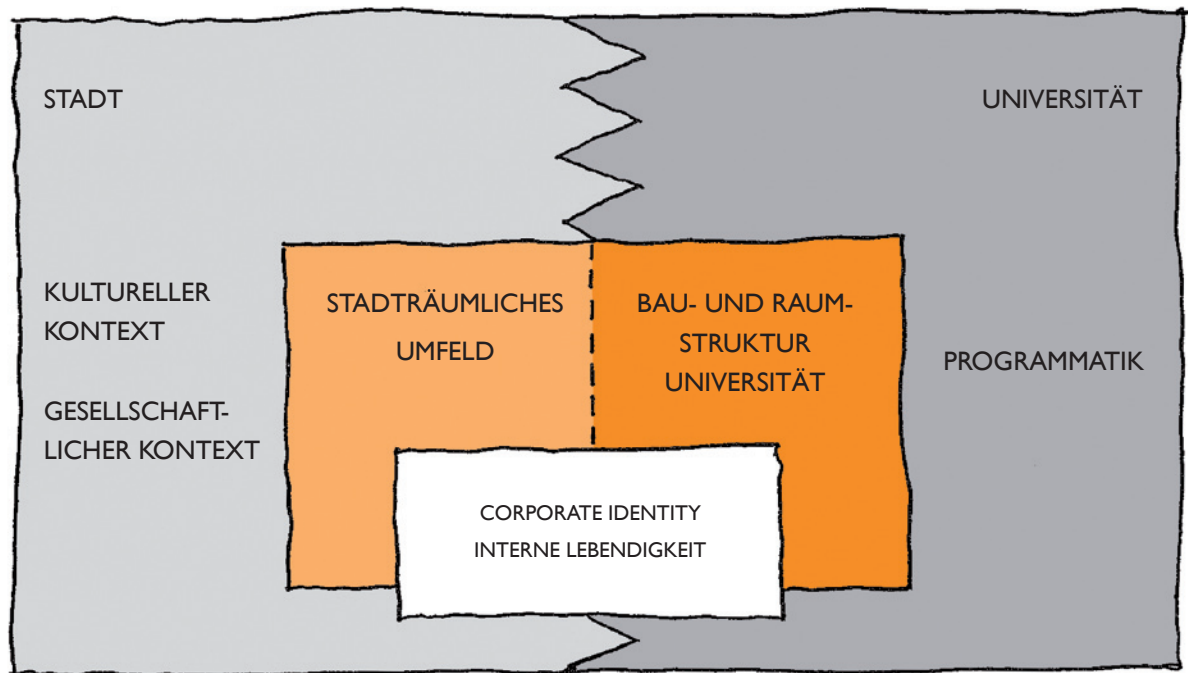 STADT
UNIVERSITÄT
KULTURELLER
KONTEXT
GESELLSCHAFT-
LICHER KONTEXT
STADTRÄUMLICHES
UMFELD
BAU- UND RAUM-
STRUKTUR
UNIVERSITÄT
PROGRAMMATIK
CORPORATE IDENTITY
INTERNE LEBENDIGKEIT